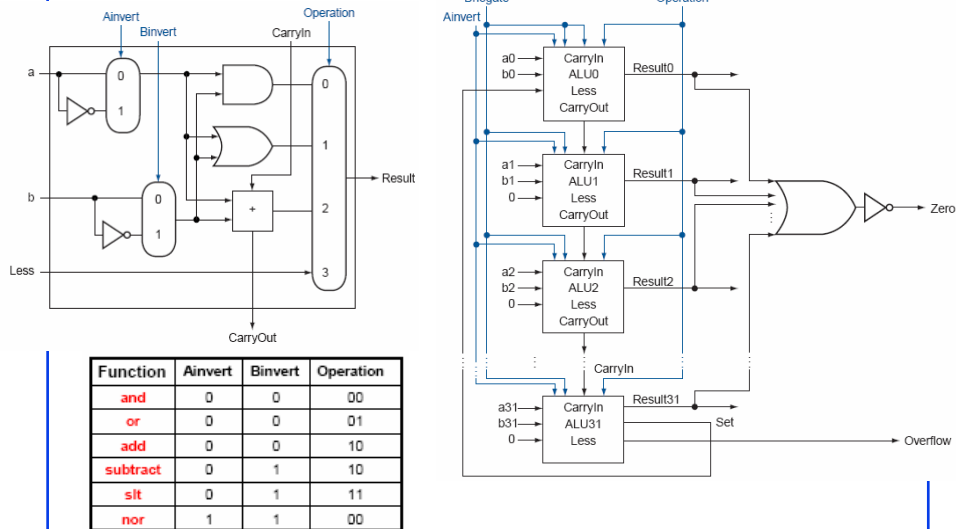 Ainvert
Binvert
CarryIn
Operation
a
0
1
0
1
b
0
1
+
2
Result
Less
3
CarryOut
Function Ainvert Binvert Operation
and 0 0 00
or 0 0 01
add 0 0 10
subtract 0 1 10
slt 0 1 11
nor 1 1 00
Bnegate
Operation
Ainvert
a0
b0
CarryIn
ALU0
Less
CarryOut
Result0
a1
b1
0
CarryIn
ALU1
Less
CarryOut
Result1
a2
b2
0
CarryIn
ALU2
Less
CarryOut
Result2
Zero
CarryIn
a31
b31
0
CarryIn
ALU31
Less
Result31
Set
Overflow